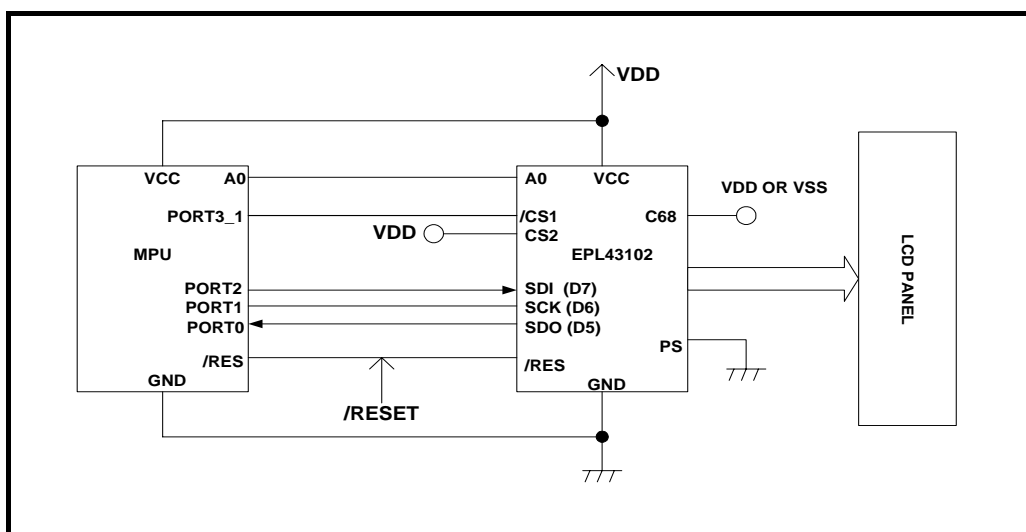 VDD
VCC A0
PORT3_1
MPU
PORT2
PORT1
PORT0
/RES
GND
/RESET
VDD
A0 VCC
/CS1
CS2
C68
EPL43102
SDI (D7)
SCK (D6)
SDO (D5)
PS
/RES
GND
VDD OR VSS
LCD PANEL